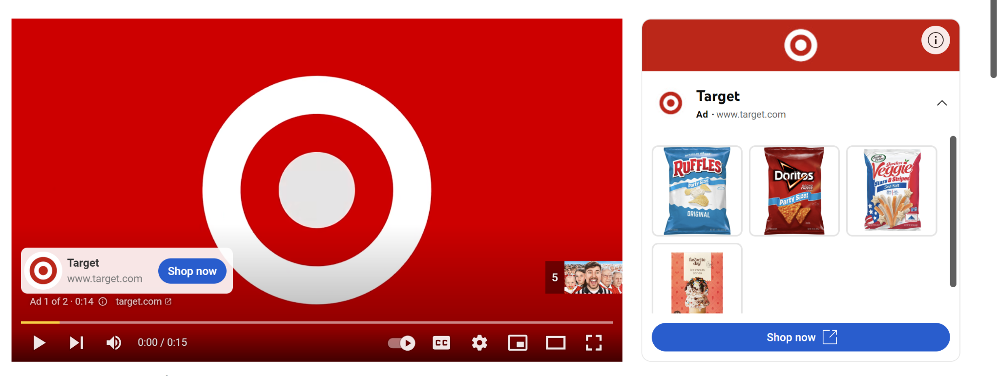 Target
www.target.com
Shop now
Ad 1 of 2 · 0:14
target.com
5
0:00 / 0:15
CC
Target
Ad · www.target.com
RUFFLES
Party Size!
ORIGINAL
Doritos
NACHO
CHEESE
Party Size!
Garden
Veggie
Stars & Stripes
Sea Salt
favorite
day
ice cream
cones
Shop now